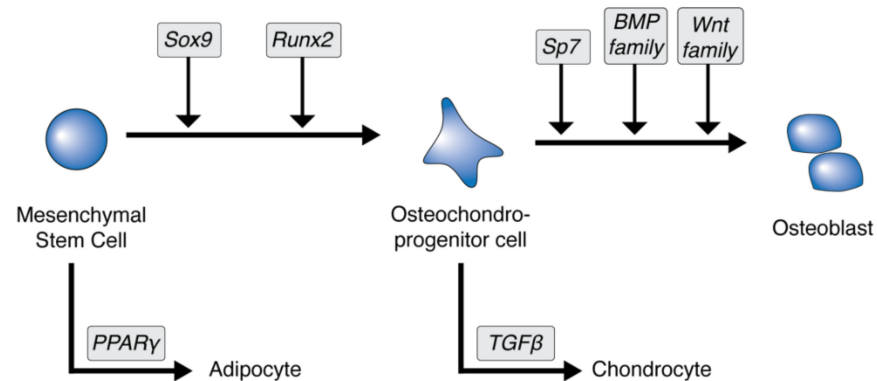 Sox9
Runx2
Sp7
BMP
family
Wnt
family
Mesenchymal
Stem Cell
Osteochondro-
progenitor cell
Osteoblast
PPARγ
Adipocyte
TGFβ
Chondrocyte